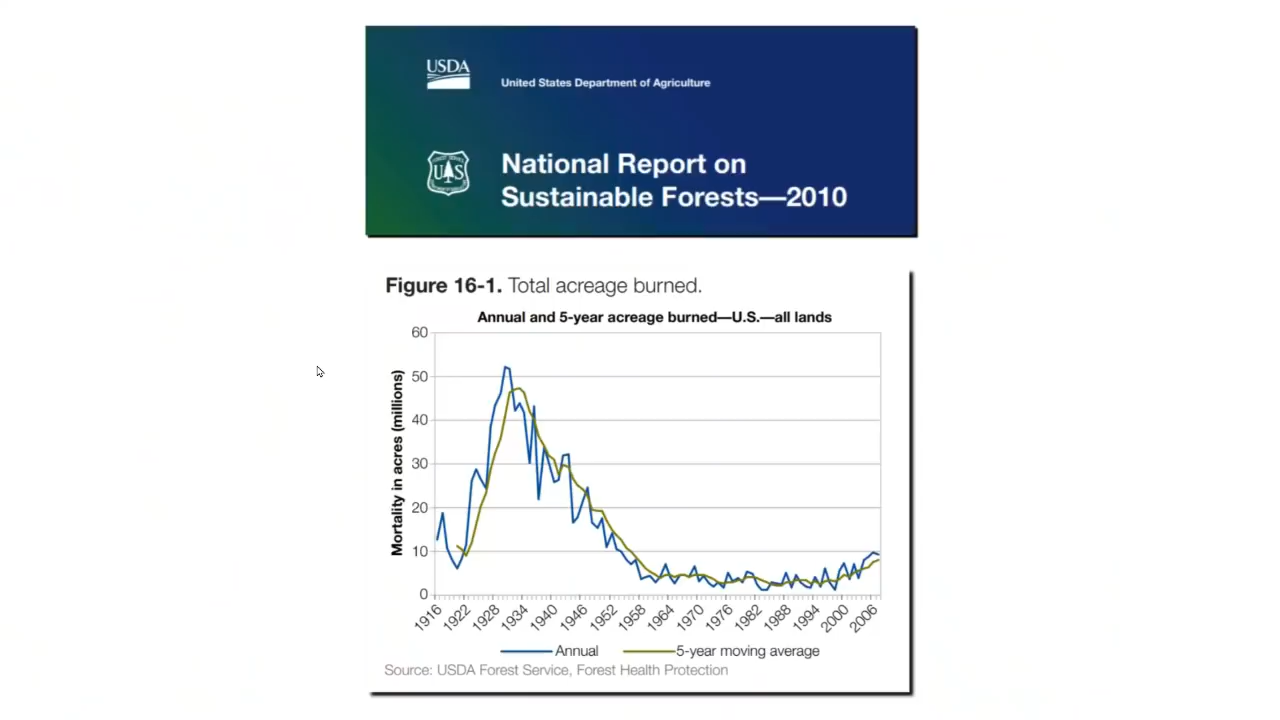 USDA
United States Department of Agriculture
FOREST SERVICE
U S
National Report on
Sustainable Forests—2010
Figure 16-1. Total acreage burned.
Annual and 5-year acreage burned—U.S.—all lands
Mortality in acres (millions)
60
50
40
30
20
10
0
1916 1922 1928 1934 1940 1946 1952 1958 1964 1970 1976 1982 1988 1994 2000 2006
Annual 5-year moving average
Source: USDA Forest Service, Forest Health Protection